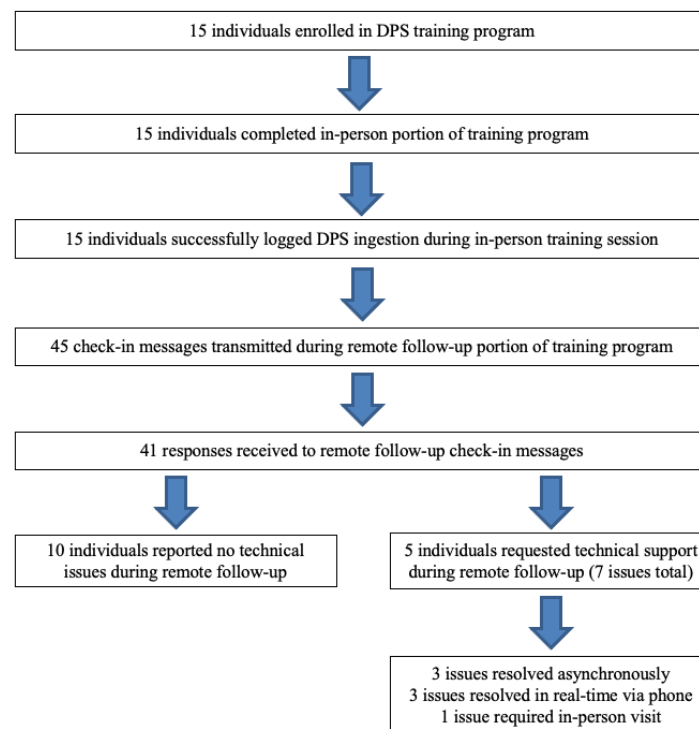 15 individuals enrolled in DPS training program
15 individuals completed in-person portion of training program
15 individuals successfully logged DPS ingestion during in-person training session
45 check-in messages transmitted during remote follow-up portion of training program
41 responses received to remote follow-up check-in messages
10 individuals reported no technical
issues during remote follow-up
5 individuals requested technical support
during remote follow-up (7 issues total)
3 issues resolved asynchronously
3 issues resolved in real-time via phone
1 issue required in-person visit